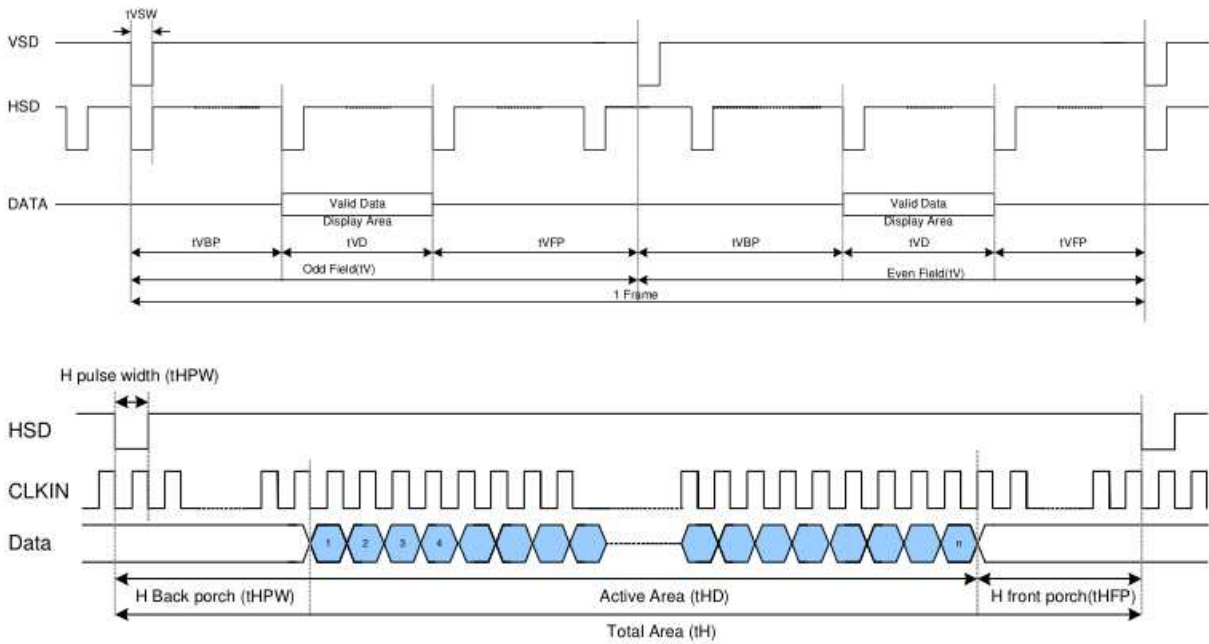 tVSW
VSD
HSD
DATA
Valid Data
Valid Data
Display Area
Display Area
tVBP
tVD
tVFP
tVBP
tVD
tVFP
Odd Field(tV)
Even Field(tV)
1 Frame
H pulse width (tHPW)
HSD
CLKIN
Data
1
2
3
4
n
H Back porch (tHPW)
Active Area (tHD)
H front porch(tHFP)
Total Area (tH)